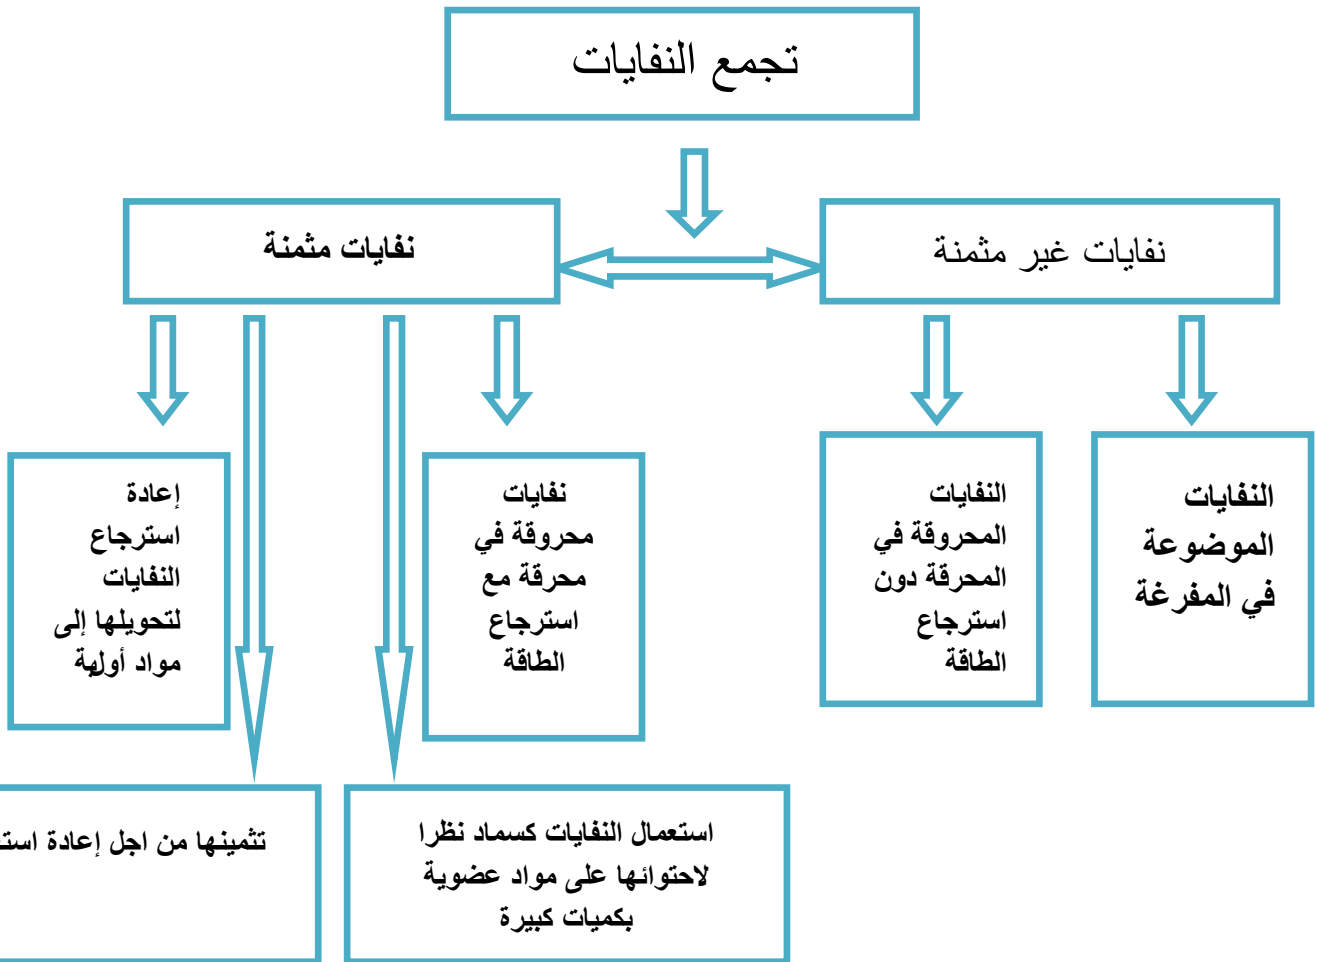 تجمع النفايات
نفايات غير مثمنة
نفايات مثمنة
النفايات
الموضوعة
في المفرغة
النفايات
المحروقة في
المحرقة دون
استرجاع
الطاقة
نفايات
محروقة في
محرقة مع
استرجاع
الطاقة
إعادة
استرجاع
النفايات
لتحويلها إلى
مواد أولية
استعمال النفايات كسماد نظرا
لاحتوائها على مواد عضوية
بكميات كبيرة
تثمينها من اجل إعادة